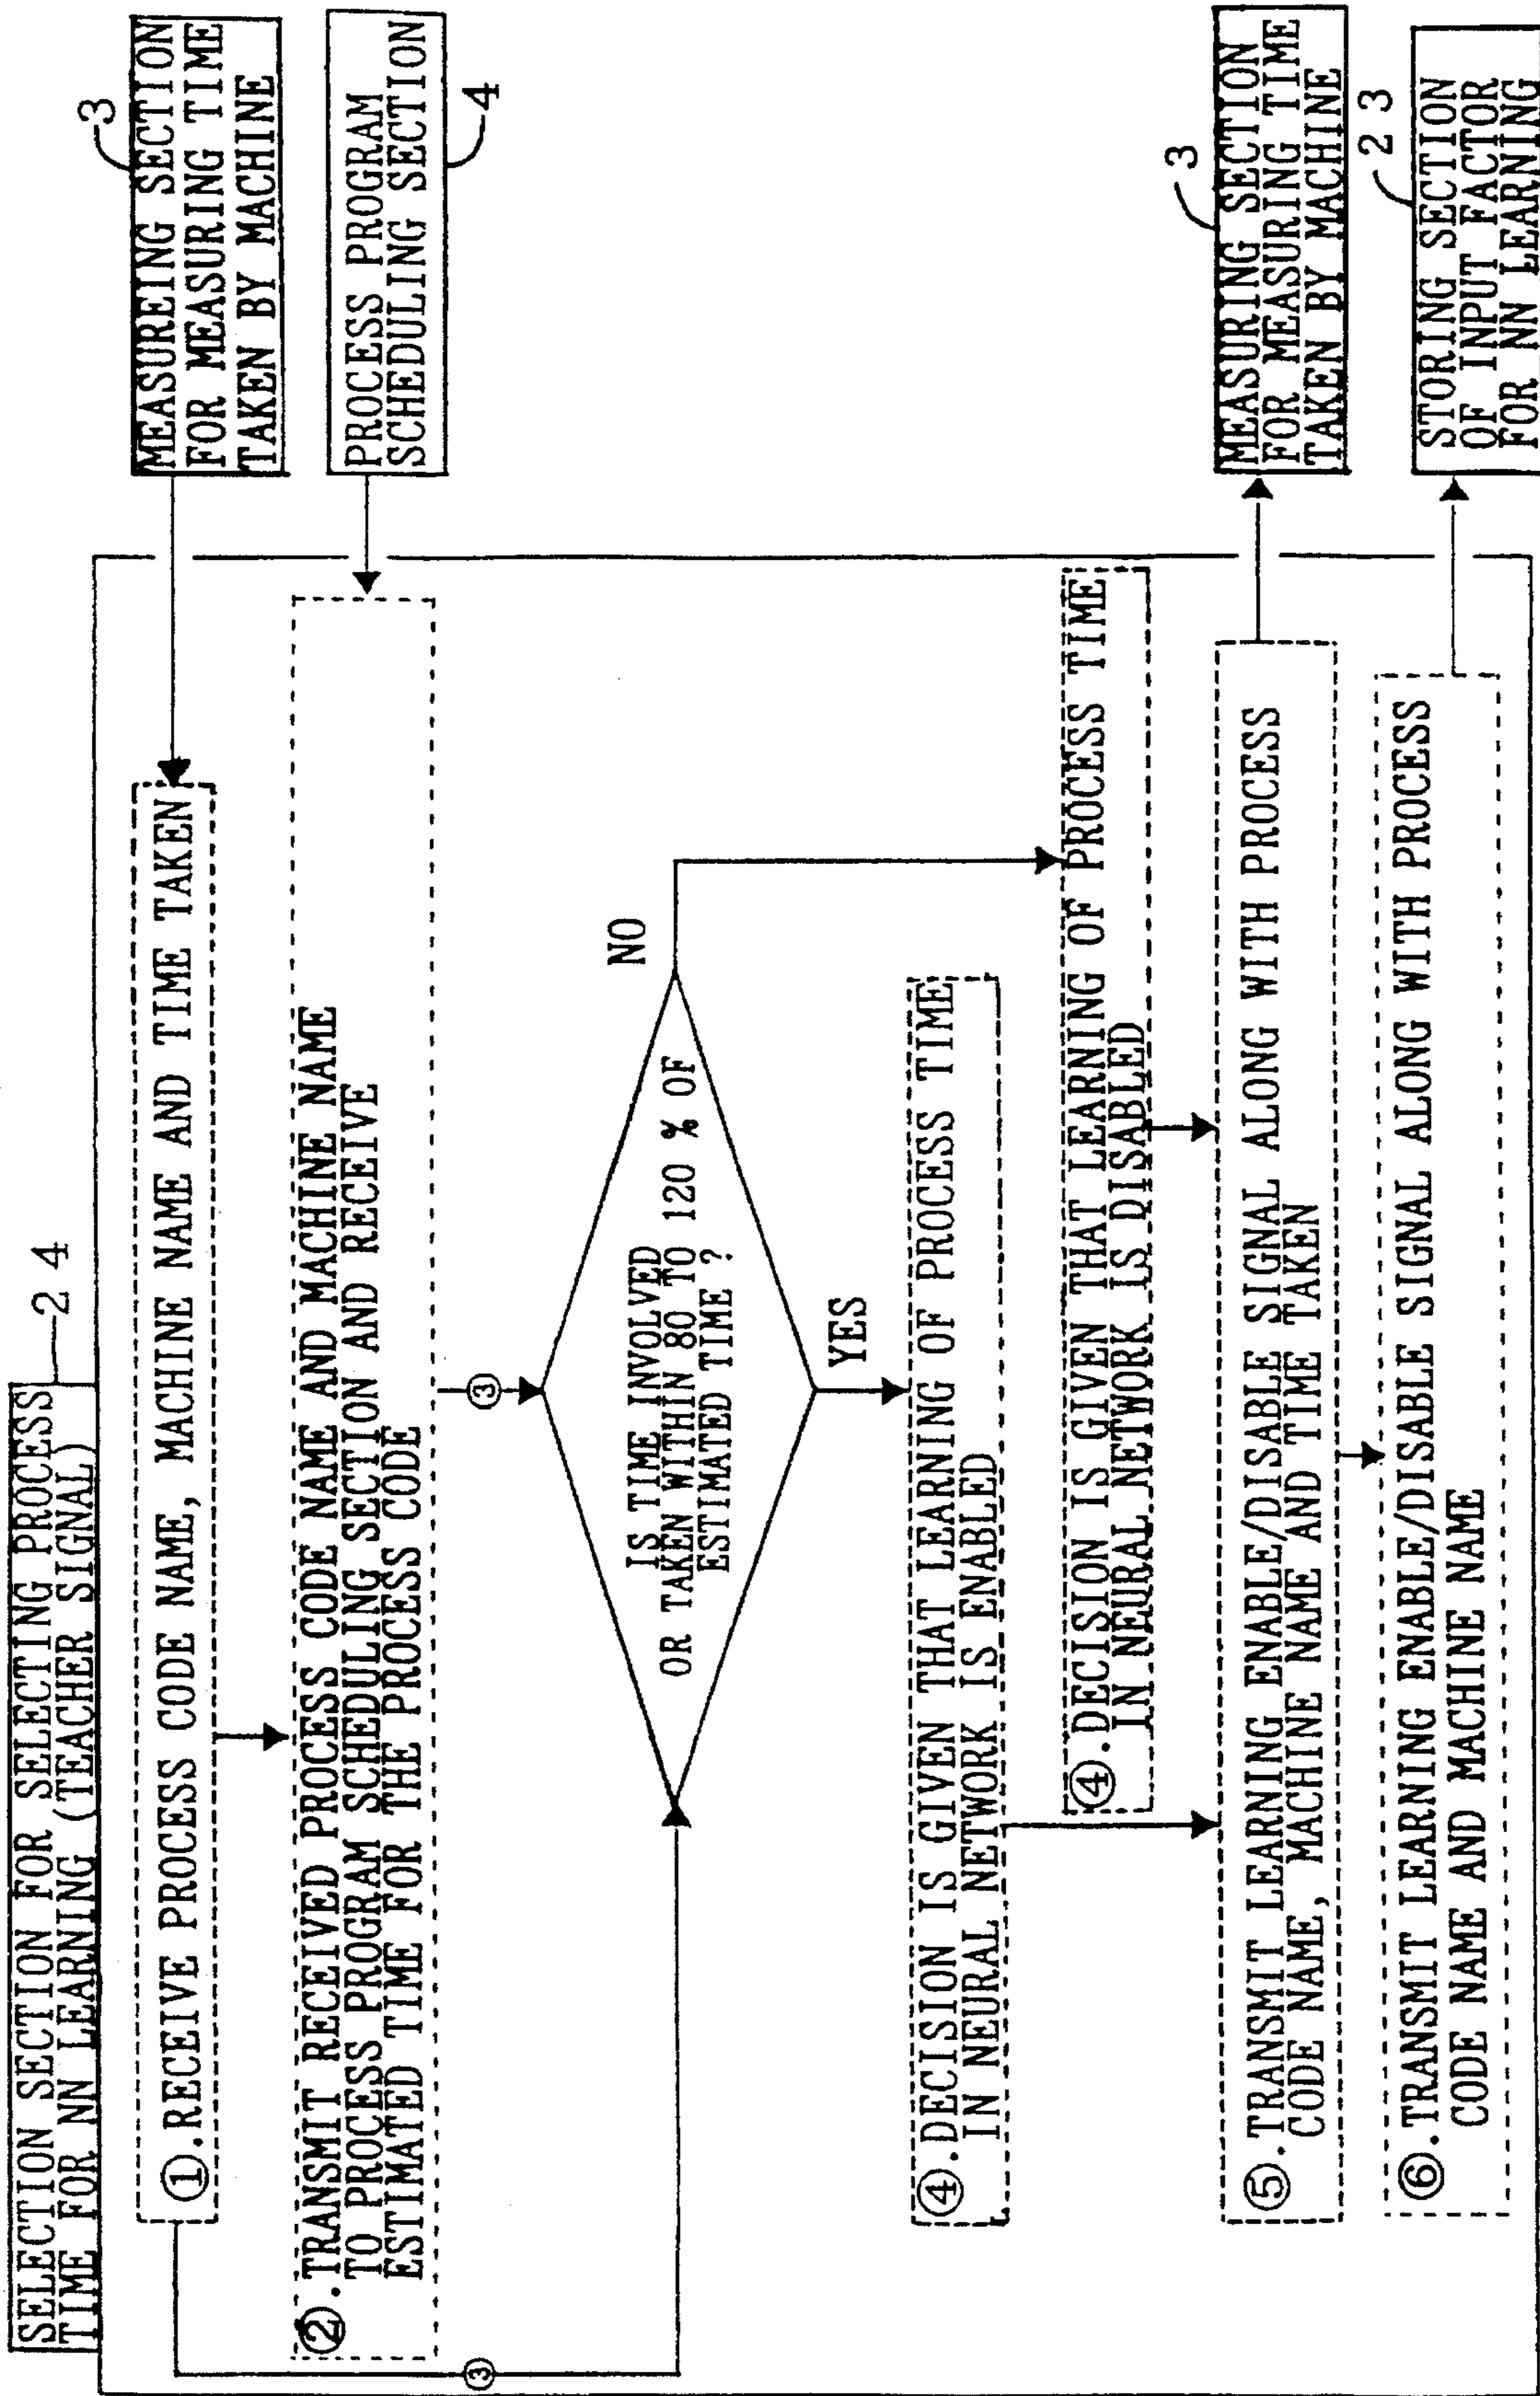 SELECTION SECTION FOR SELECTING PROCESS
TIME FOR NN LEARNING (TEACHER SIGNAL)
24
①.RECEIVE PROCESS CODE NAME, MACHINE NAME AND TIME TAKEN
3
MEASUREING SECTION
FOR MEASURING TIME
TAKEN BY MACHINE
②.TRANSMIT RECEIVED PROCESS CODE NAME AND MACHINE NAME
TO PROCESS PROGRAM SCHEDULING SECTION AND RECEIVE
ESTIMATED TIME FOR THE PROCESS CODE
PROCESS PROGRAM
SCHEDULING SECTION
4
③
③
IS TIME INVOLVED
OR TAKEN WITHIN 80 TO 120 % OF
ESTIMATED TIME ?
NO
YES
④.DECISION IS GIVEN THAT LEARNING OF PROCESS TIME
IN NEURAL NETWORK IS ENABLED
④.DECISION IS GIVEN THAT LEARNING OF PROCESS TIME
IN NEURAL NETWORK IS DISABLED
⑤.TRANSMIT LEARNING ENABLE/DISABLE SIGNAL ALONG WITH PROCESS
CODE NAME, MACHINE NAME AND TIME TAKEN
3
MEASURING SECTION
FOR MEASURING TIME
TAKEN BY MACHINE
⑥.TRANSMIT LEARNING ENABLE/DISABLE SIGNAL ALONG WITH PROCESS
CODE NAME AND MACHINE NAME
23
STORING SECTION
OF INPUT FACTOR
FOR NN LEARNING